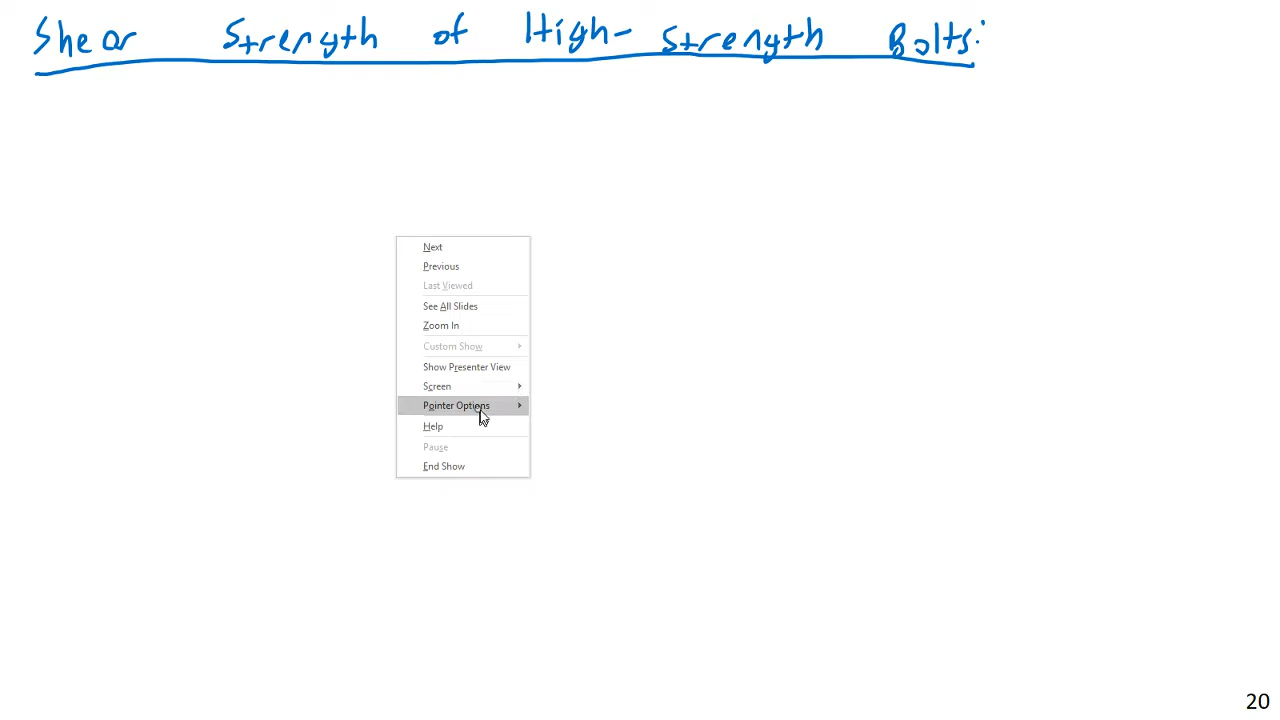 Shear Strength of High-Strength Bolts:
Next
Previous
Last Viewed
See All Slides
Zoom In
Custom Show
Show Presenter View
Screen
Pointer Options
Help
Pause
End Show
20